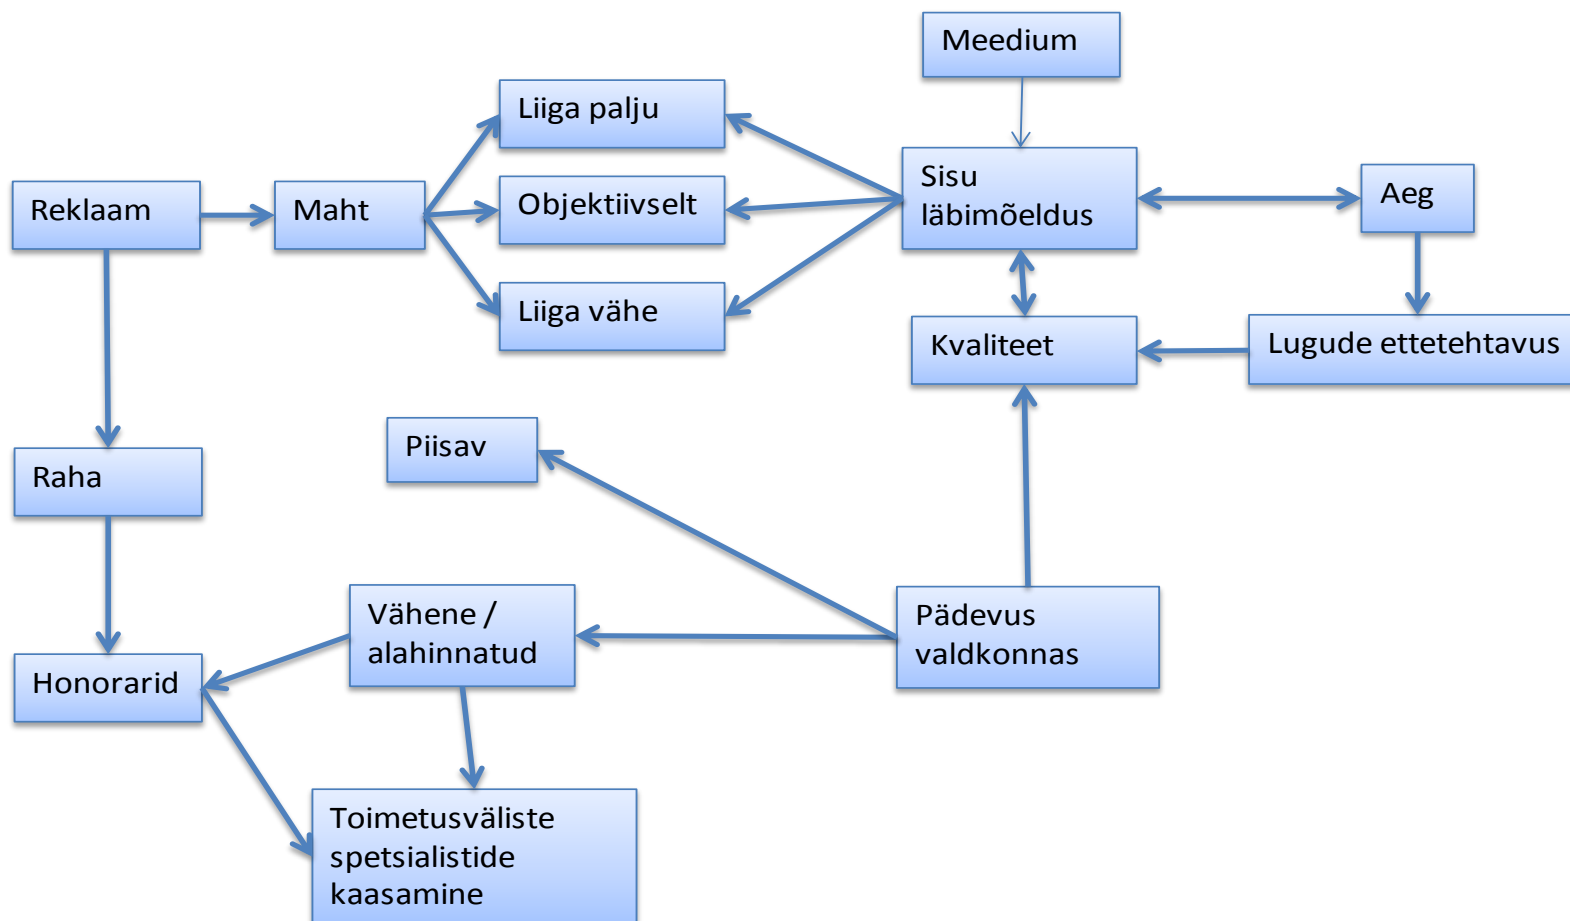 Meedium
Liiga palju
Sisu
läbimõeldus
Aeg
Reklaam
Maht
Objektiivselt
Liiga vähe
Kvaliteet
Lugude ettetehtavus
Piisav
Raha
Vähene /
alahinnatud
Pädevus
valdkonnas
Honorarid
Toimetusväliste
spetsialistide
kaasamine